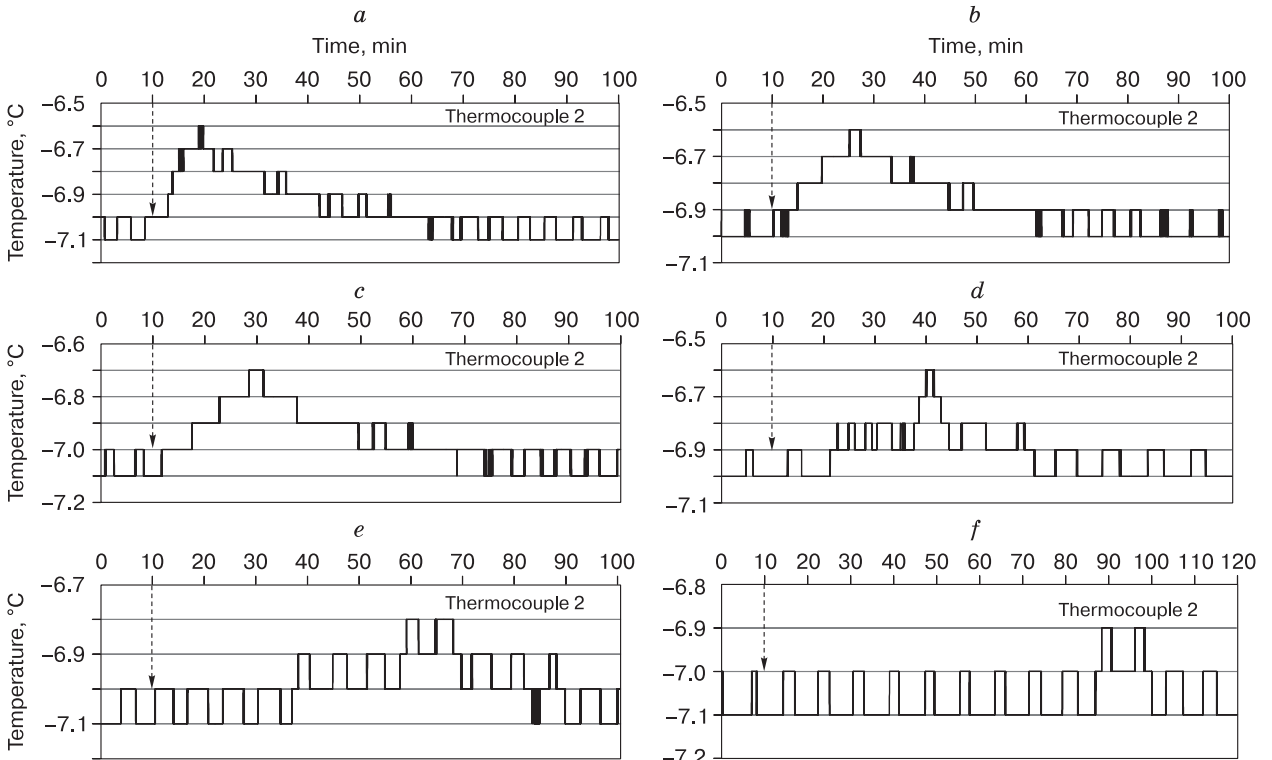 a b
Time, min Time, min
0 10 20 30 40 50 60 70 80 90 100 0 10 20 30 40 50 60 70 80 90 100
Temperature, °C
−6.5
−6.7
−6.9
−7.1
Thermocouple 2
−6.5
−6.7
−6.9
−7.1
Thermocouple 2
c d
0 10 20 30 40 50 60 70 80 90 100 0 10 20 30 40 50 60 70 80 90 100
Temperature, °C
−6.6
−6.8
−7.0
−7.2
Thermocouple 2
−6.5
−6.7
−6.9
−7.1
Thermocouple 2
e f
0 10 20 30 40 50 60 70 80 90 100 0 10 20 30 40 50 60 70 80 90 100 110 120
Temperature, °C
−6.7
−6.9
−7.1
Thermocouple 2
−6.8
−6.9
−7.0
−7.1
−7.2
Thermocouple 2